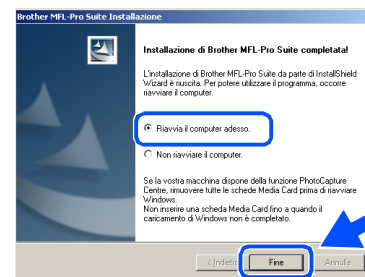 Brother MFL-Pro Suite Installazione
Installazione di Brother MFL-Pro Suite completata!
L'installazione di Brother MFL-Pro Suite da parte di InstallShield
Wizard è riuscita. Per potere utilizzare il programma, occorre
riavviare il computer.
Riavvia il computer adesso.
Non riavviare il computer.
Se la vostra macchina dispone della funzione PhotoCapture
Centre, rimuovere tutte le schede Media Card prima di riavviare
Windows.
Non inserire una scheda Media Card fino a quando il
caricamento di Windows non è completato.
< Indietro Fine Annulla